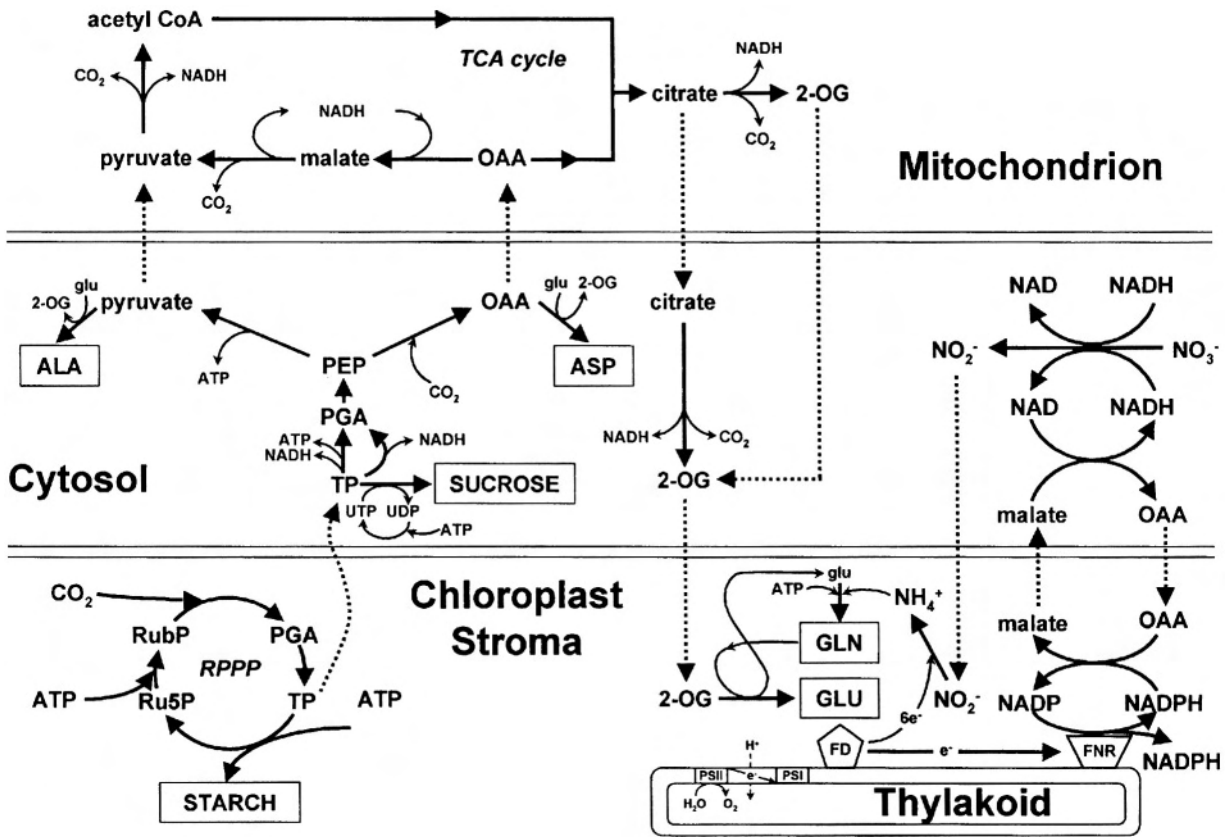 acetyl CoA
TCA cycle
NADH
CO₂
NADH
NADH
citrate
2-OG
CO₂
pyruvate
malate
OAA
CO₂
Mitochondrion
2-OG
glu
pyruvate
OAA
glu
2-OG
citrate
NAD
NADH
ALA
ATP
PEP
CO₂
ASP
NO₂⁻
NO₃⁻
PGA
NAD
NADH
ATP
NADH
NADH
NADH
CO₂
Cytosol
TP
SUCROSE
2-OG
UTP
UDP
ATP
malate
OAA
Chloroplast
Stroma
CO₂
glu
ATP
NH₄⁺
RubP
PGA
malate
OAA
RPPP
GLN
ATP
Ru5P
TP
ATP
2-OG
GLU
NO₂⁻
NADP
NADPH
6e⁻
H⁺
FD
e⁻
FNR
NADPH
STARCH
PSII
e⁻
PSI
H₂O
O₂
Thylakoid